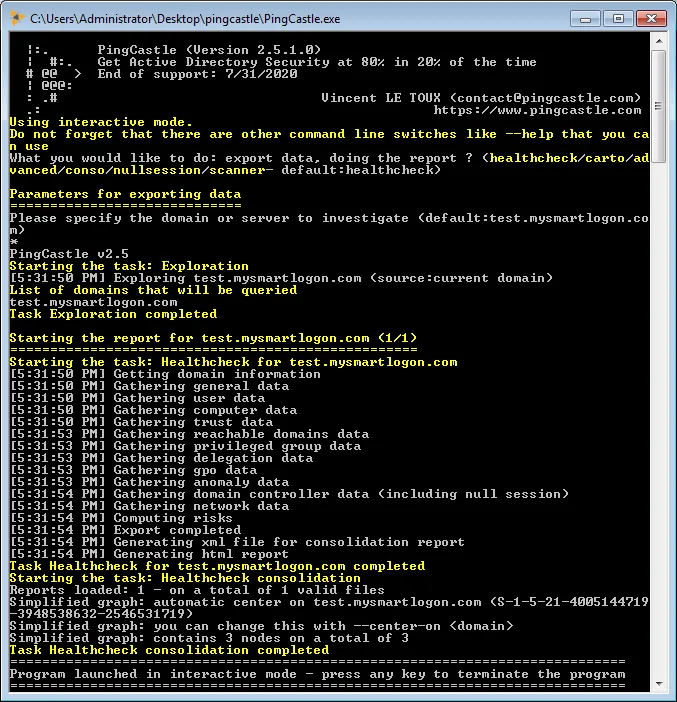 C:\Users\Administrator\Desktop\pingcastle\PingCastle.exe
|:.      PingCastle (Version 2.5.1.0)
|  #:.   Get Active Directory Security at 80% in 20% of the time
# @@  >  End of support: 7/31/2020
| @@@:
: .#                                 Vincent LE TOUX (contact@pingcastle.com)
.:                                                 https://www.pingcastle.com
Using interactive mode.
Do not forget that there are other command line switches like --help that you ca
n use
What you would like to do: export data, doing the report ? (healthcheck/carto/ad
vanced/conso/nullsession/scanner- default:healthcheck)
Parameters for exporting data
=============================
Please specify the domain or server to investigate (default:test.mysmartlogon.co
m)
*
PingCastle v2.5
Starting the task: Exploration
[5:31:50 PM] Exploring test.mysmartlogon.com (source:current domain)
List of domains that will be queried
test.mysmartlogon.com
Task Exploration completed
Starting the report for test.mysmartlogon.com (1/1)
===================================================
Starting the task: Healthcheck for test.mysmartlogon.com
[5:31:50 PM] Getting domain information
[5:31:50 PM] Gathering general data
[5:31:50 PM] Gathering user data
[5:31:50 PM] Gathering computer data
[5:31:50 PM] Gathering trust data
[5:31:53 PM] Gathering reachable domains data
[5:31:53 PM] Gathering privileged group data
[5:31:53 PM] Gathering delegation data
[5:31:53 PM] Gathering gpo data
[5:31:53 PM] Gathering anomaly data
[5:31:54 PM] Gathering domain controller data (including null session)
[5:31:54 PM] Gathering network data
[5:31:54 PM] Computing risks
[5:31:54 PM] Export completed
[5:31:54 PM] Generating xml file for consolidation report
[5:31:54 PM] Generating html report
Task Healthcheck for test.mysmartlogon.com completed
Starting the task: Healthcheck consolidation
Reports loaded: 1 - on a total of 1 valid files
Simplified graph: automatic center on test.mysmartlogon.com (S-1-5-21-4005144719
-3948538632-2546531719)
Simplified graph: you can change this with --center-on <domain>
Simplified graph: contains 3 nodes on a total of 3
Task Healthcheck consolidation completed
=============================================================================
Program launched in interactive mode - press any key to terminate the program
=============================================================================